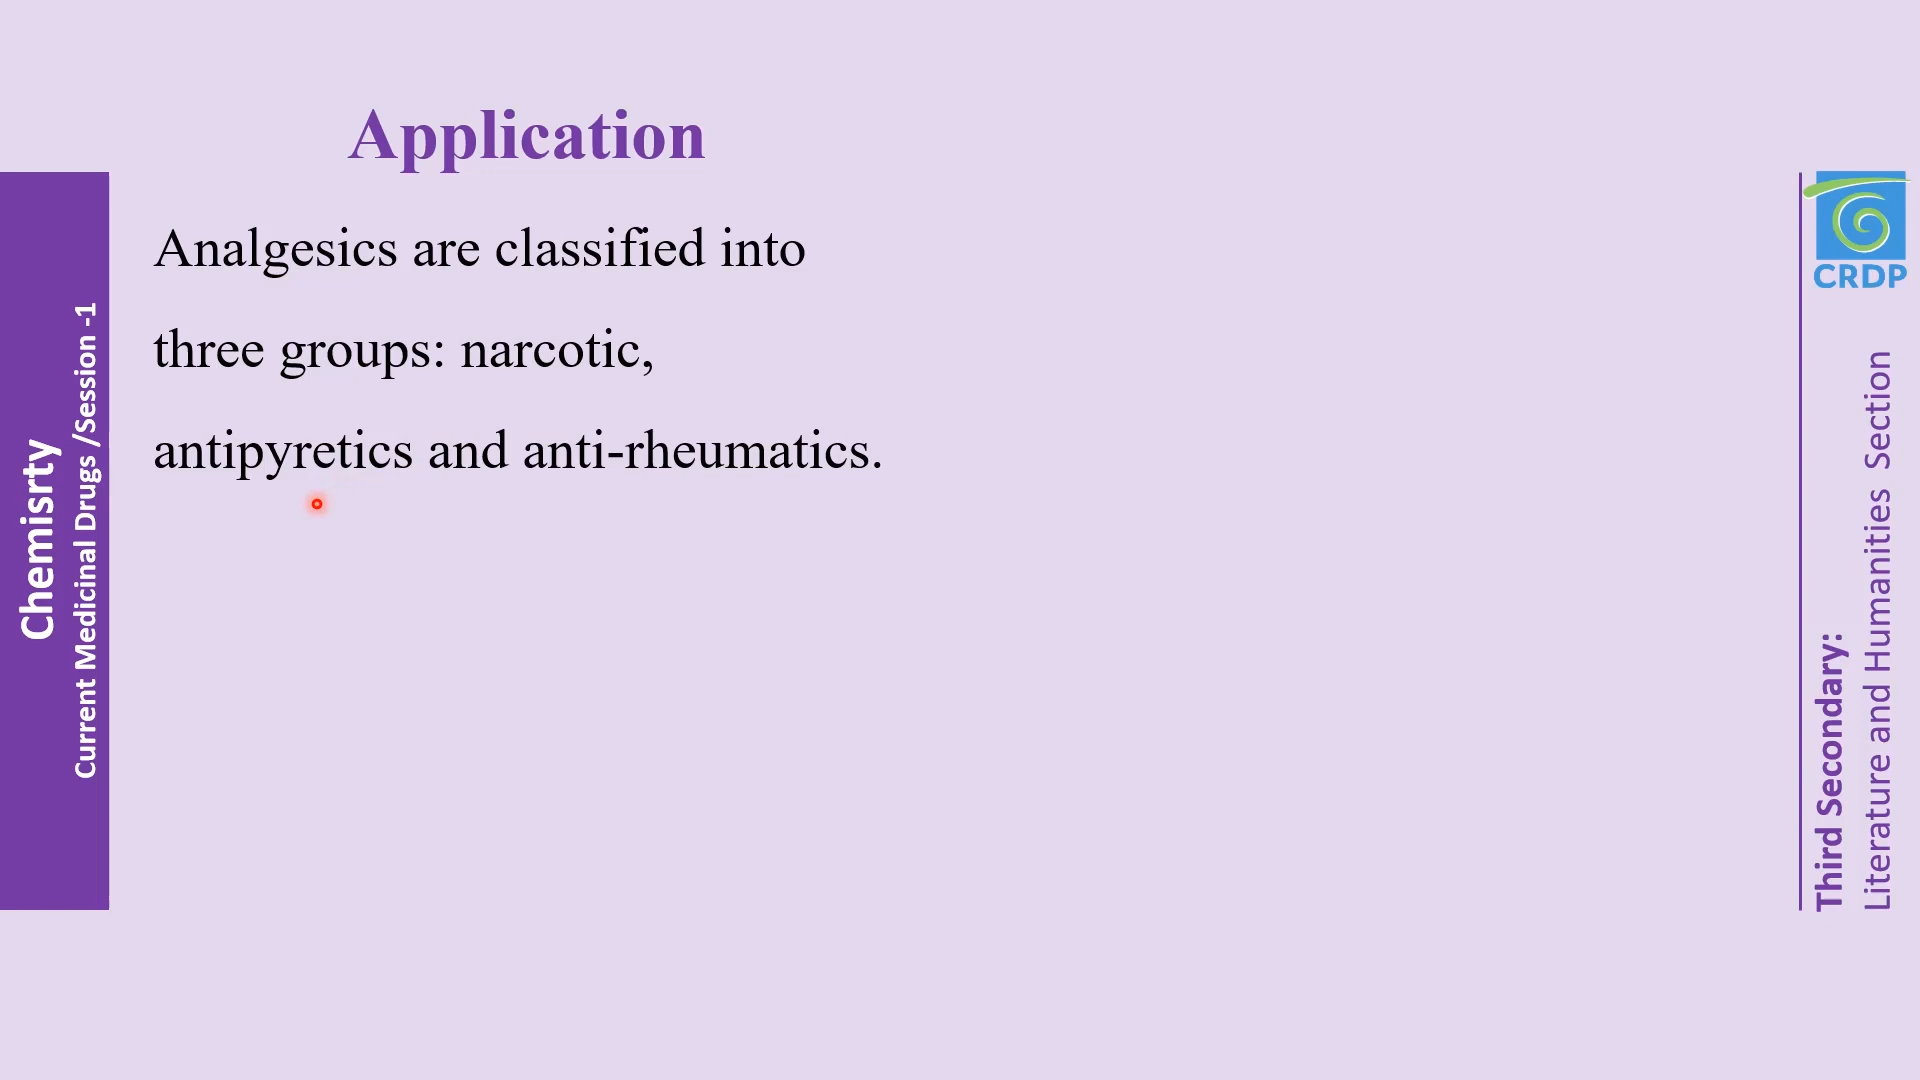 Application
Analgesics are classified into
three groups: narcotic,
antipyretics and anti-rheumatics.
Chemisrty
Current Medicinal Drugs /Session -1
CRDP
Third Secondary:
Literature and Humanities Section